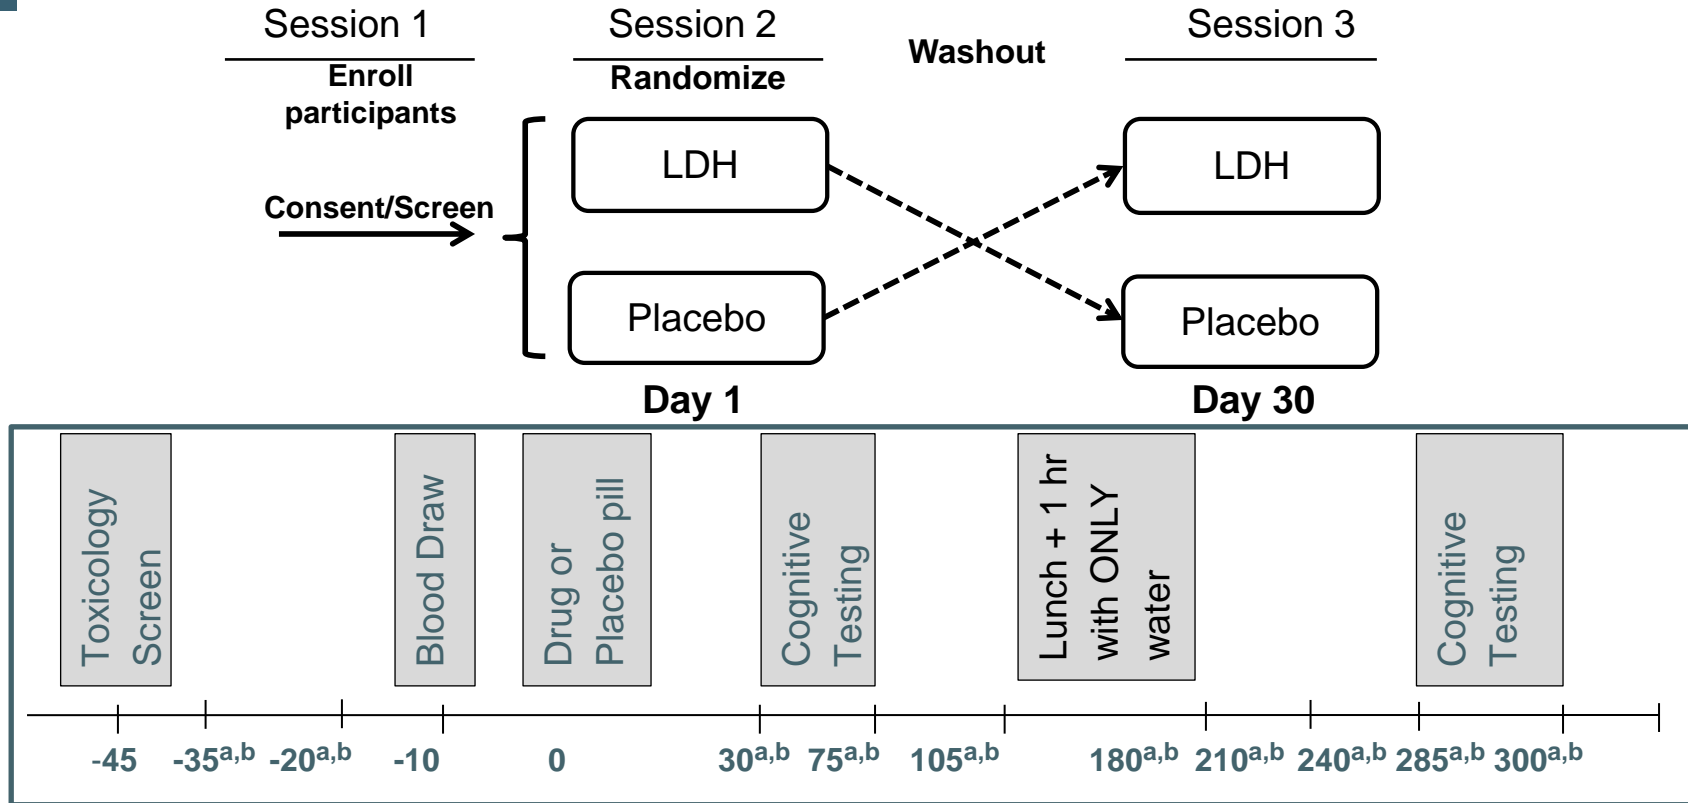 Session 1
Session 2
Washout
Session 3
Enroll
participants
Randomize
LDH
LDH
Consent/Screen
Placebo
Placebo
Day 1
Day 30
Toxicology
Screen
Blood Draw
Drug or
Placebo pill
Cognitive
Testing
Lunch + 1 hr
with ONLY
water
Cognitive
Testing
-45 -35a,b -20a,b -10 0 30a,b 75a,b 105a,b 180a,b 210a,b 240a,b 285a,b 300a,b